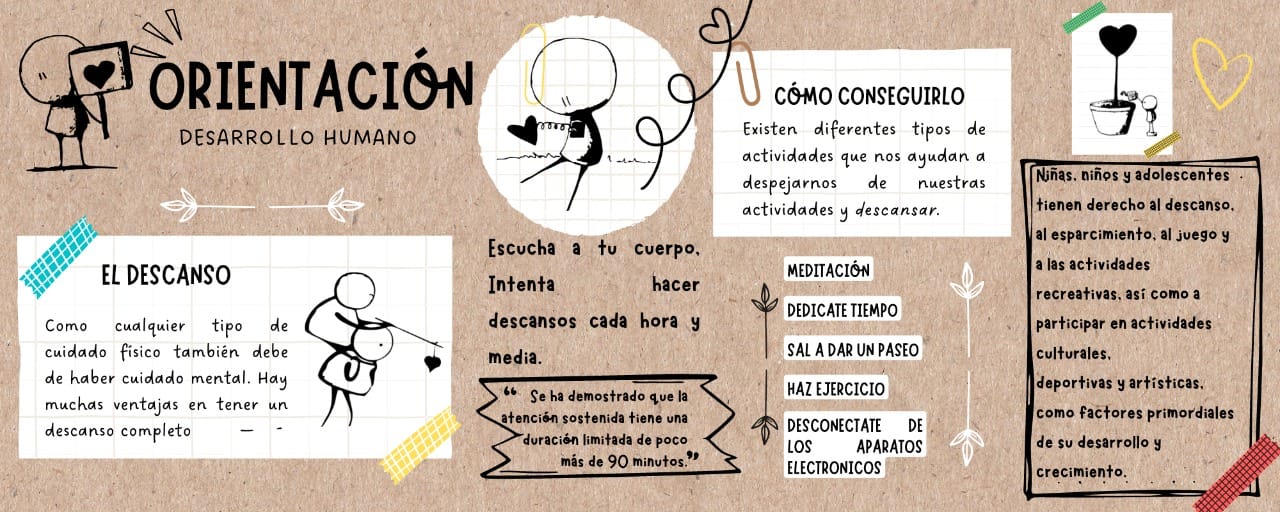 ORIENTACIÓN
DESARROLLO HUMANO
EL DESCANSO
Como cualquier tipo de
cuidado físico también debe
de haber cuidado mental. Hay
muchas ventajas en tener un
descanso completo
Escucha a tu cuerpo.
Intenta hacer
descansos cada hora y
media.
“ Se ha demostrado que la
atención sostenida tiene una
duración limitada de poco
más de 90 minutos.”
CÓMO CONSEGUIRLO
Existen diferentes tipos de
actividades que nos ayudan a
despejarnos de nuestras
actividades y descansar.
MEDITACIÓN
DEDICATE TIEMPO
SAL A DAR UN PASEO
HAZ EJERCICIO
DESCONECTATE DE
LOS APARATOS
ELECTRONICOS
Niñas, niños y adolescentes
tienen derecho al descanso,
al esparcimiento, al juego y
a las actividades
recreativas, así como a
participar en actividades
culturales,
deportivas y artísticas,
como factores primordiales
de su desarrollo y
crecimiento.